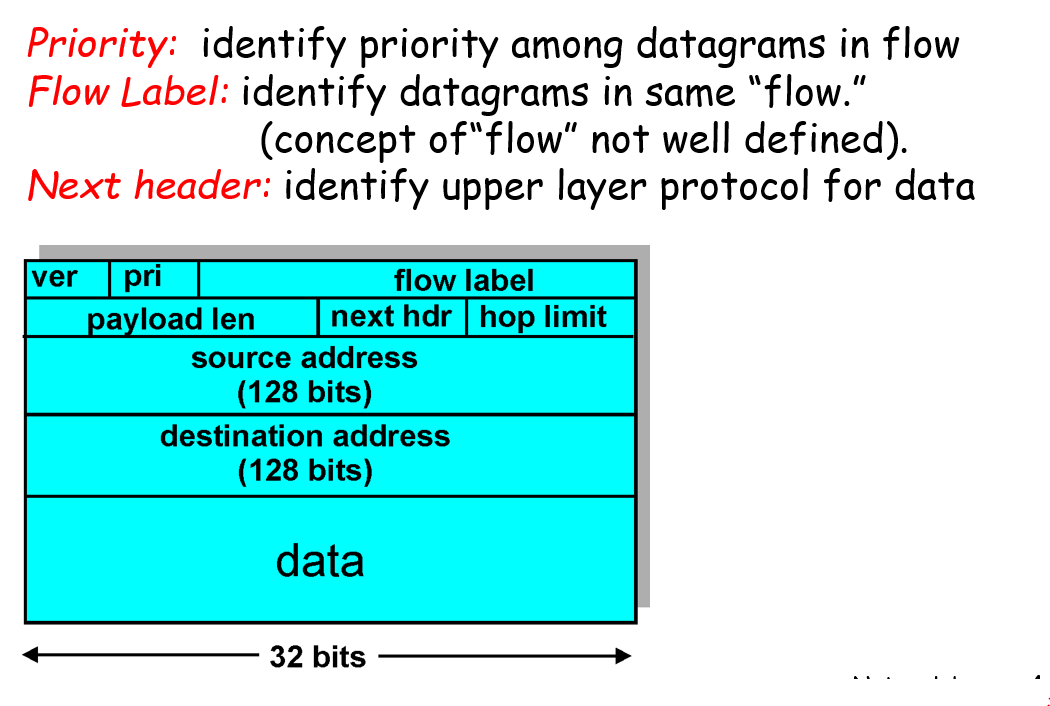 Priority: identify priority among datagrams in flow
Flow Label: identify datagrams in same “flow.”
(concept of“flow” not well defined).
Next header: identify upper layer protocol for data
ver pri flow label
payload len next hdr hop limit
source address
(128 bits)
destination address
(128 bits)
data
32 bits